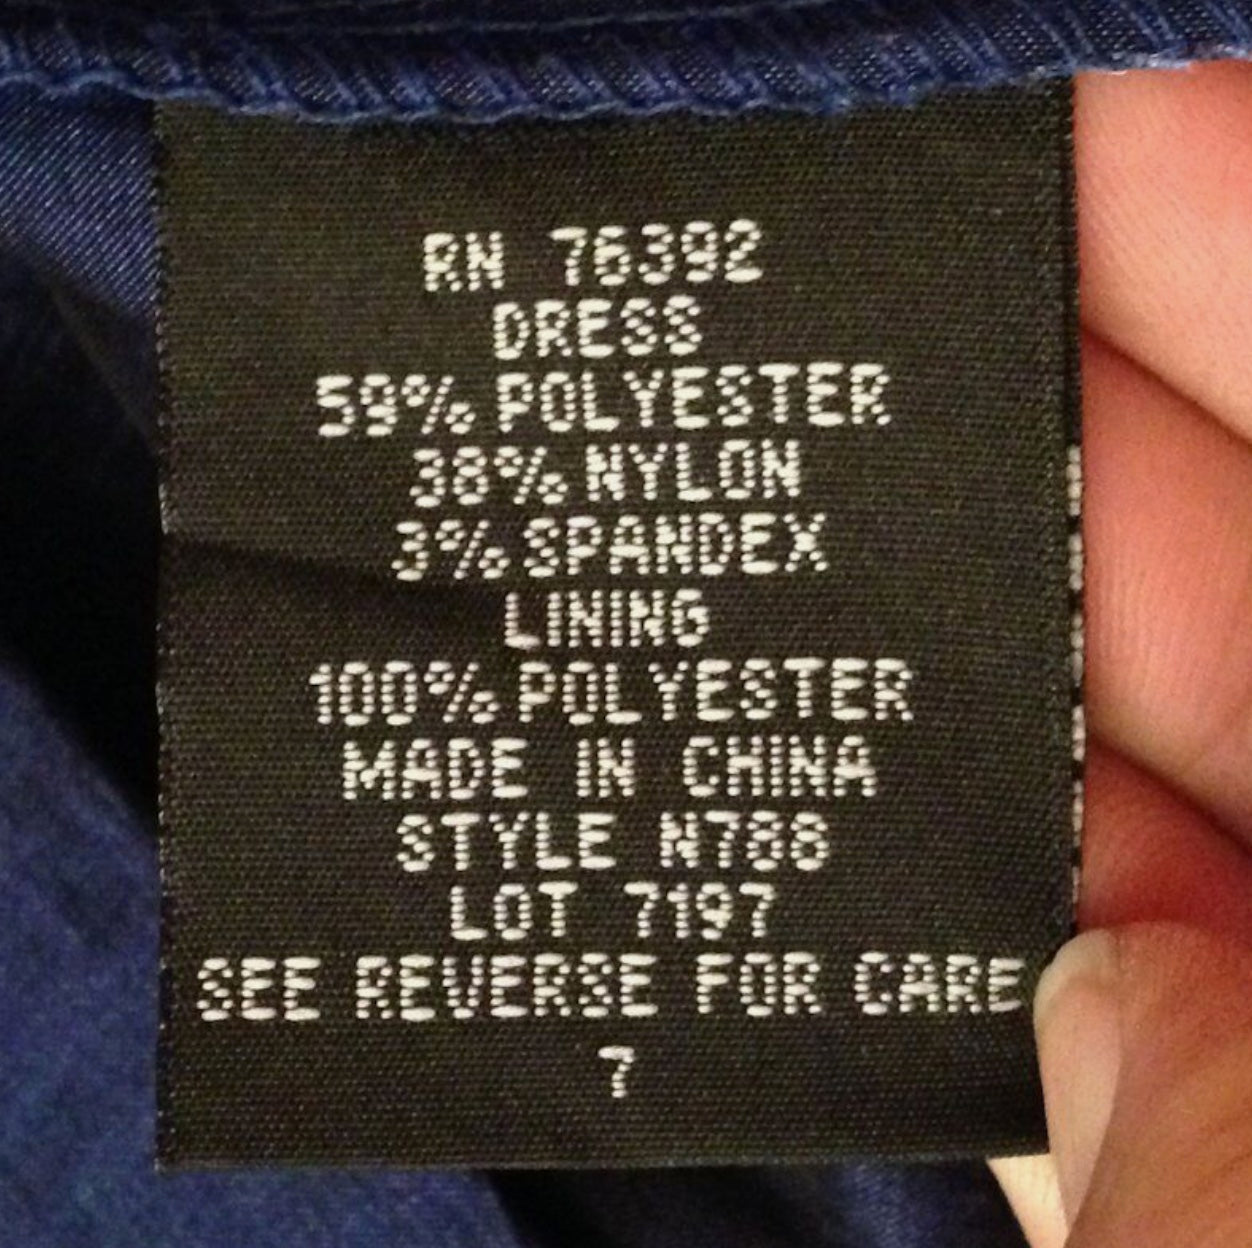 RN 76392
DRESS
59% POLYESTER
38% NYLON
3% SPANDEX
LINING
100% POLYESTER
MADE IN CHINA
STYLE N788
LOT 7197
SEE REVERSE FOR CARE
7